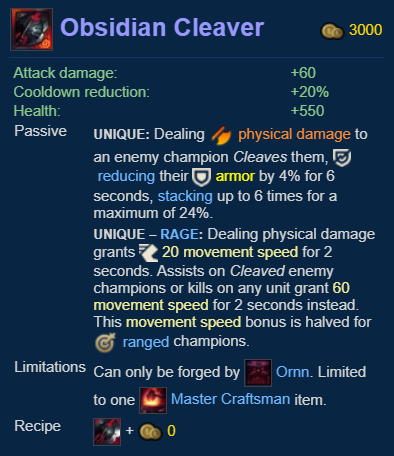 Obsidian Cleaver
3000
Attack damage: +60
Cooldown reduction: +20%
Health: +550
Passive UNIQUE: Dealing physical damage to
an enemy champion Cleaves them,
reducing their armor by 4% for 6
seconds, stacking up to 6 times for a
maximum of 24%.
UNIQUE – RAGE: Dealing physical damage
grants 20 movement speed for 2
seconds. Assists on Cleaved enemy
champions or kills on any unit grant 60
movement speed for 2 seconds instead.
This movement speed bonus is halved for
ranged champions.
Limitations Can only be forged by Ornn. Limited
to one Master Craftsman item.
Recipe + 0